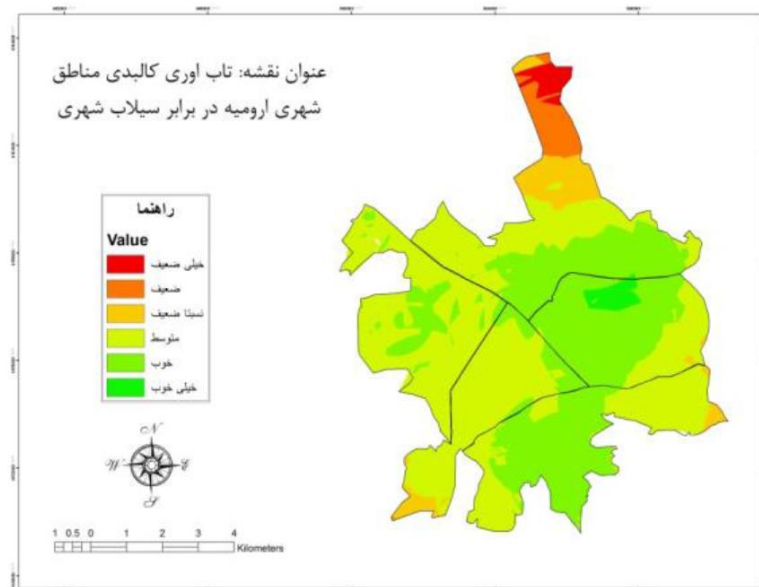 عنوان نقشه: تاب اوری کالبدی مناطق
شهری ارومیه در برابر سیلاب شهری
راهنما
Value
خیلی ضعیف
ضعیف
نسبتا ضعیف
متوسط
خوب
خیلی خوب
N
W E
S
1 0.5 0 1 2 3 4
Kilometers